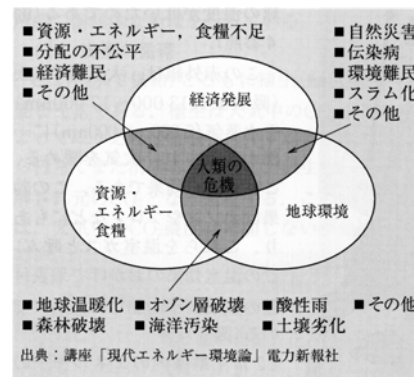 ■資源・エネルギー，食糧不足
■分配の不公平
■経済難民
■その他
■自然災害
■伝染病
■環境難民
■スラム化
■その他
経済発展
人類の
危機
資源・
エネルギー
食糧
地球環境
■地球温暖化 ■オゾン層破壊 ■酸性雨 ■その他
■森林破壊 ■海洋汚染 ■土壌劣化
出典：講座「現代エネルギー環境論」電力新報社